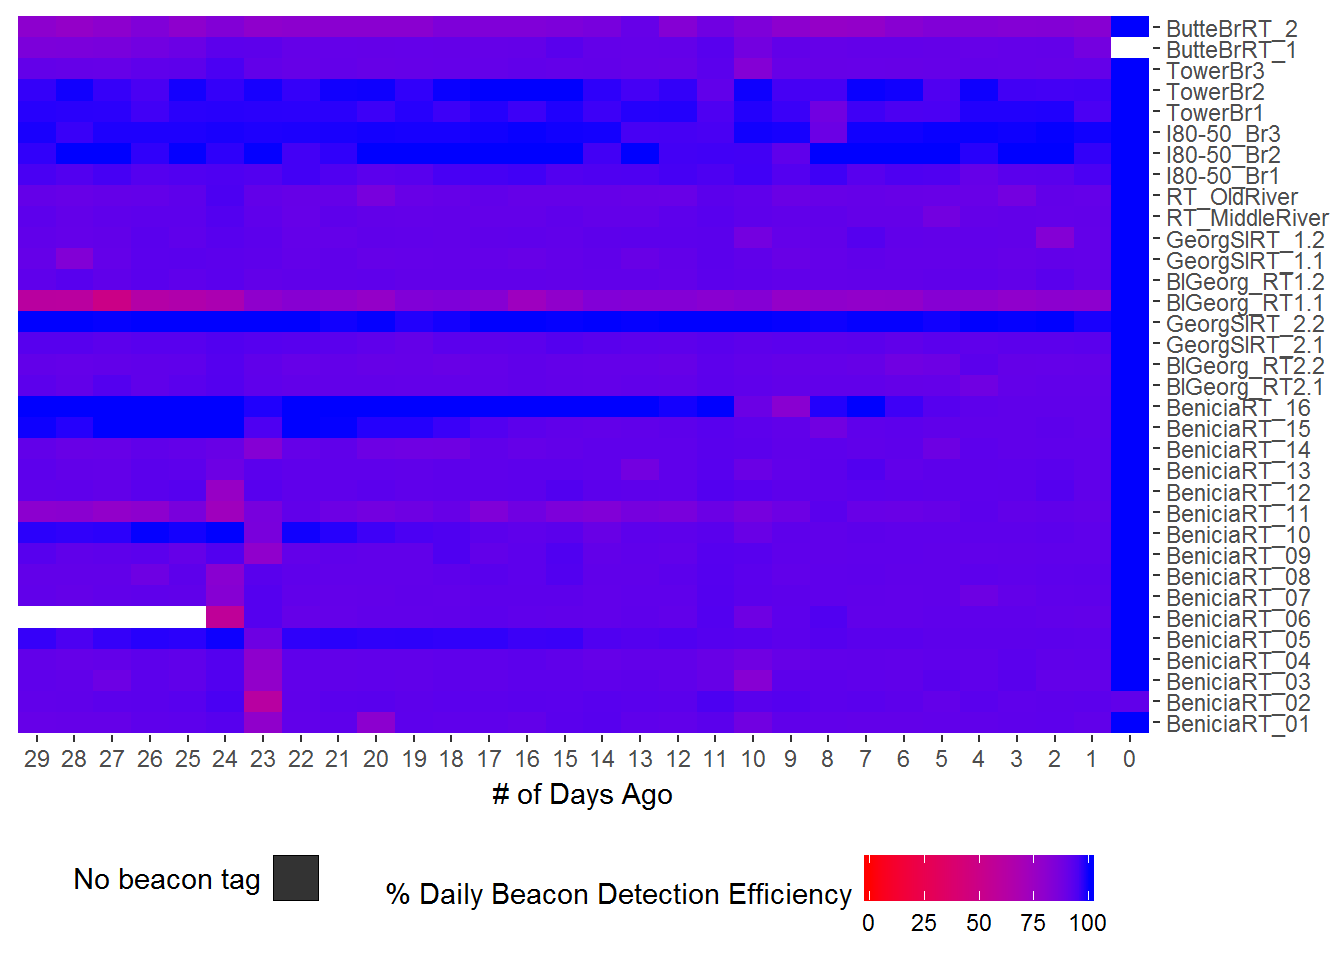 ButteBrRT_2
ButteBrRT_1
TowerBr3
TowerBr2
TowerBr1
I80-50_Br3
I80-50_Br2
I80-50_Br1
RT_OldRiver
RT_MiddleRiver
GeorgSlRT_1.2
GeorgSlRT_1.1
BlGeorg_RT1.2
BlGeorg_RT1.1
GeorgSlRT_2.2
GeorgSlRT_2.1
BlGeorg_RT2.2
BlGeorg_RT2.1
BeniciaRT_16
BeniciaRT_15
BeniciaRT_14
BeniciaRT_13
BeniciaRT_12
BeniciaRT_11
BeniciaRT_10
BeniciaRT_09
BeniciaRT_08
BeniciaRT_07
BeniciaRT_06
BeniciaRT_05
BeniciaRT_04
BeniciaRT_03
BeniciaRT_02
BeniciaRT_01
29 28 27 26 25 24 23 22 21 20 19 18 17 16 15 14 13 12 11 10 9 8 7 6 5 4 3 2 1 0
# of Days Ago
No beacon tag
% Daily Beacon Detection Efficiency
0 25 50 75 100